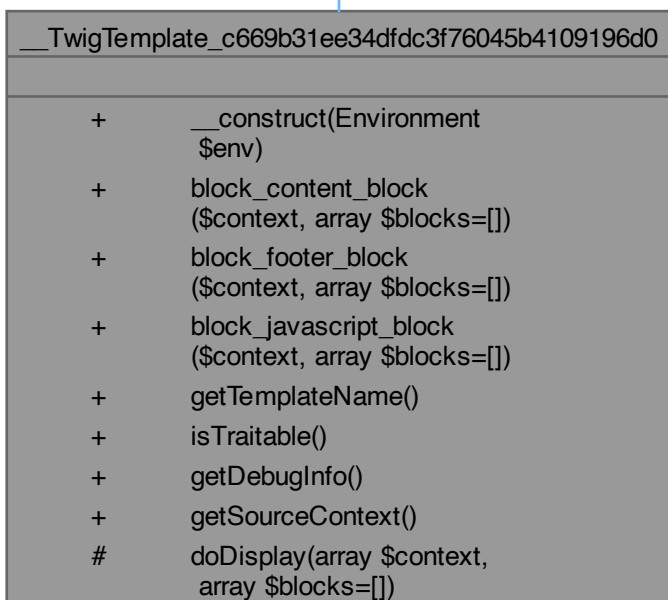 __TwigTemplate_c669b31ee34dfdc3f76045b4109196d0
+ __construct(Environment
$env)
+ block_content_block
($context, array $blocks=[])
+ block_footer_block
($context, array $blocks=[])
+ block_javascript_block
($context, array $blocks=[])
+ getTemplateName()
+ isTraitable()
+ getDebugInfo()
+ getSourceContext()
# doDisplay(array $context,
array $blocks=[])